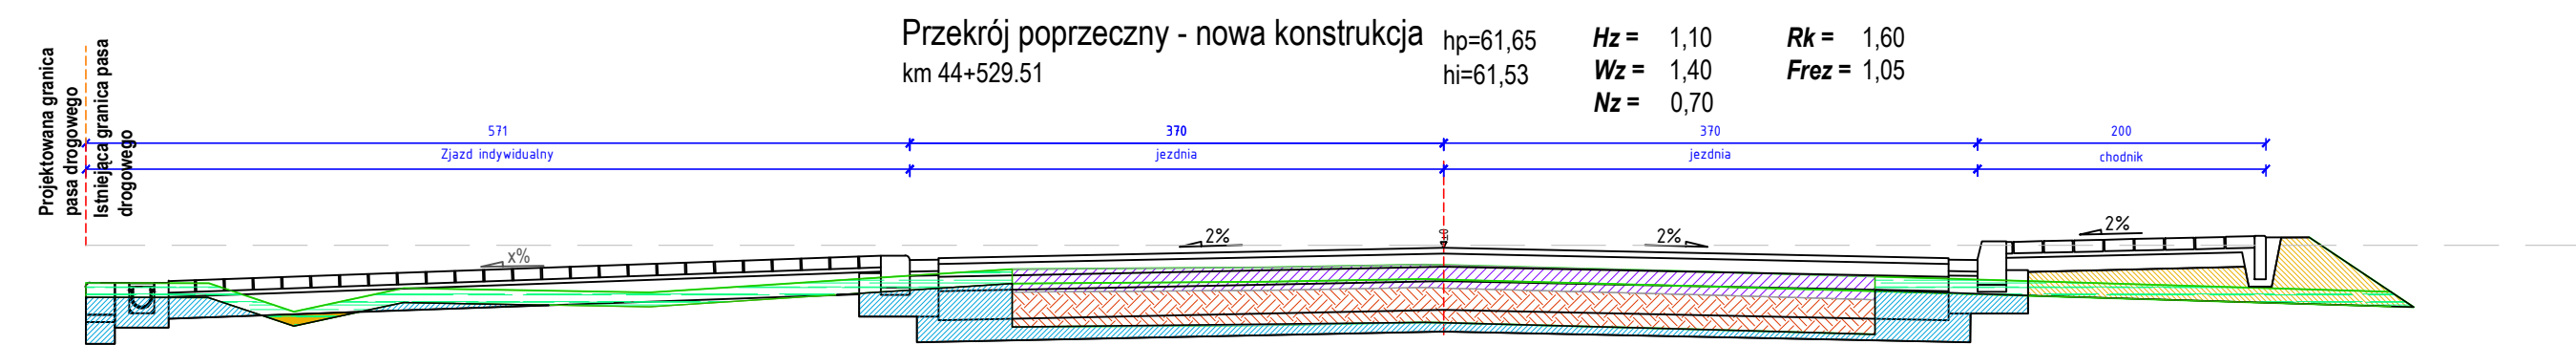 Przekrój poprzeczny - nowa konstrukcja
km 44+529.51
hp=61,65
hi=61,53
Hz = 1,10
Wz = 1,40
Nz = 0,70
Rk = 1,60
Frez = 1,05
Projektowana granica
pasa drogowego
Istniejąca granica pasa
drogowego
571
370
370
200
Zjazd indywidualny
jezdnia
jezdnia
chodnik
x%
2%
2%
2%